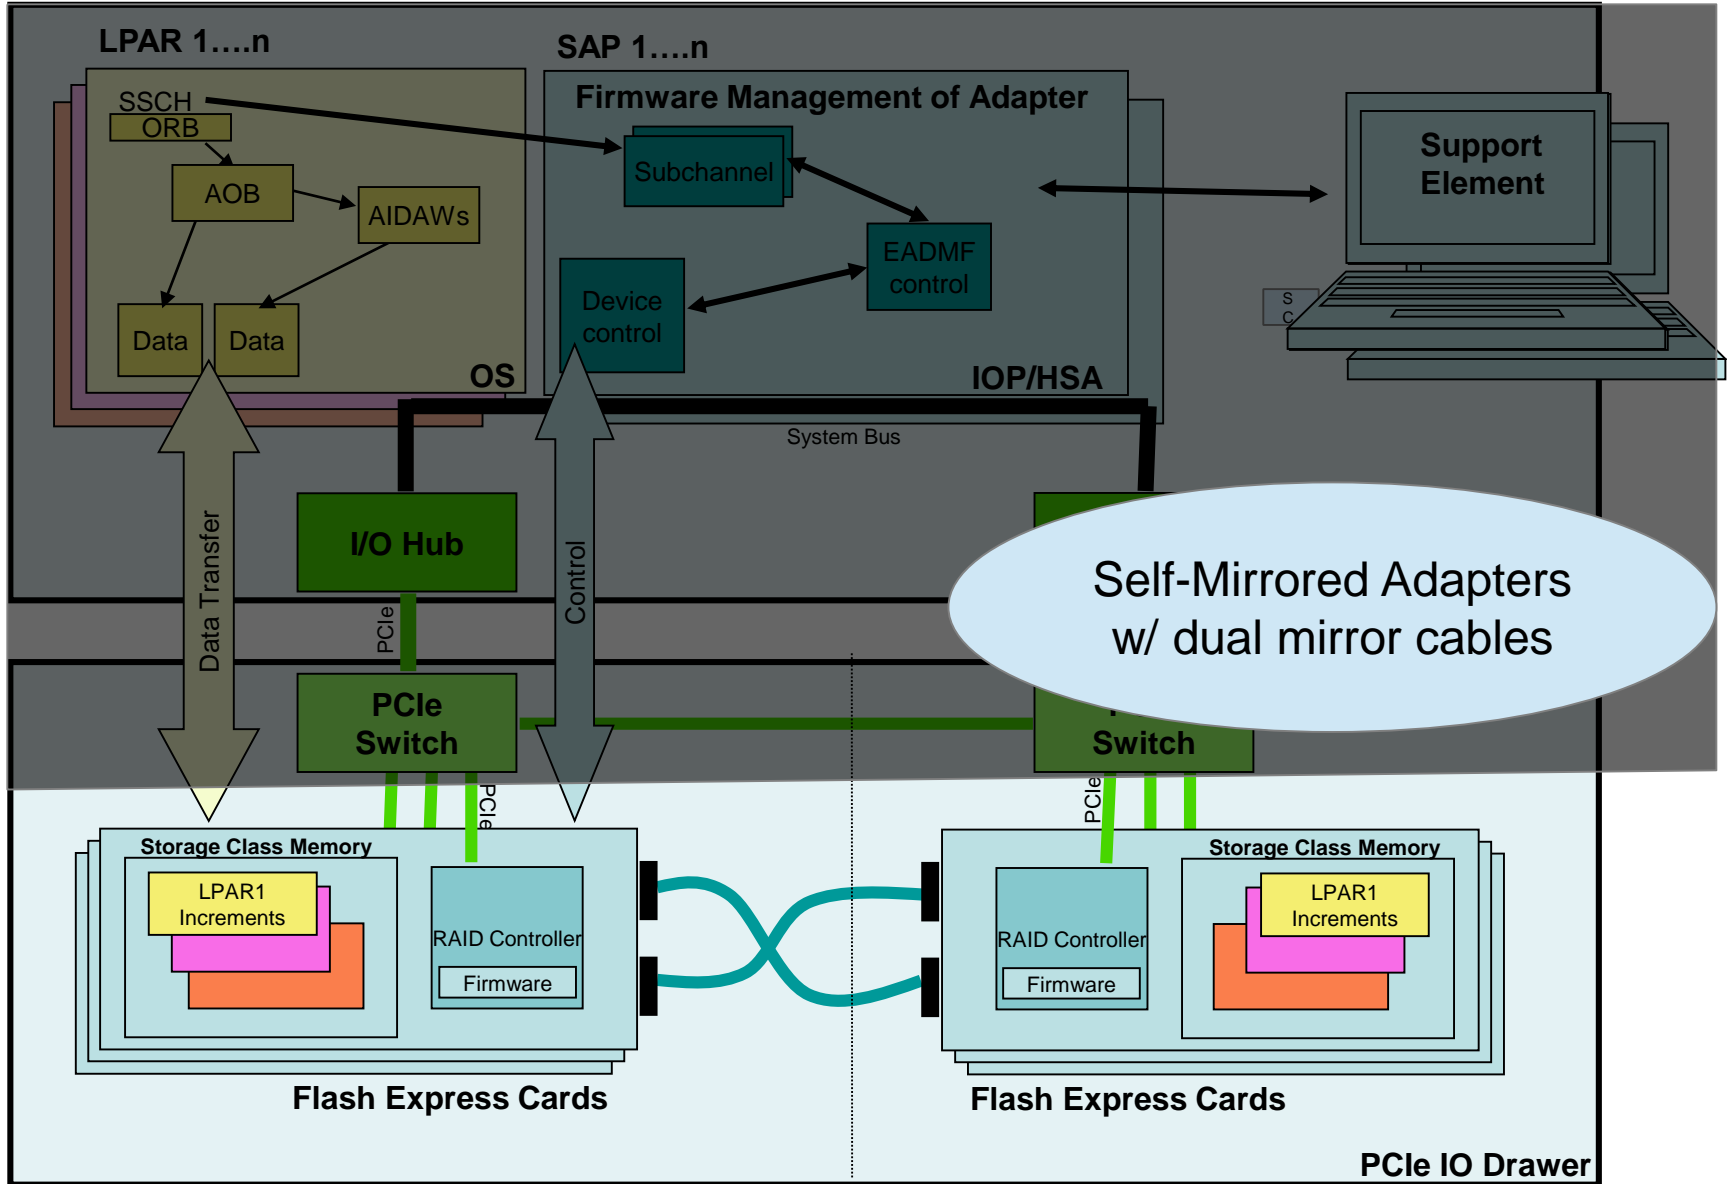 LPAR 1….n
SAP 1….n
SSCH
ORB
AOB
AIDAWs
Data
Data
OS
Firmware Management of Adapter
Subchannel
EADMF
control
Device
control
IOP/HSA
Support
Element
S
C
System Bus
I/O Hub
Data Transfer
Control
PCIe
Self-Mirrored Adapters
w/ dual mirror cables
PCIe
Switch
Switch
PCIe
PCIe
Storage Class Memory
LPAR1
Increments
RAID Controller
Firmware
Storage Class Memory
LPAR1
Increments
RAID Controller
Firmware
Flash Express Cards
Flash Express Cards
PCIe IO Drawer